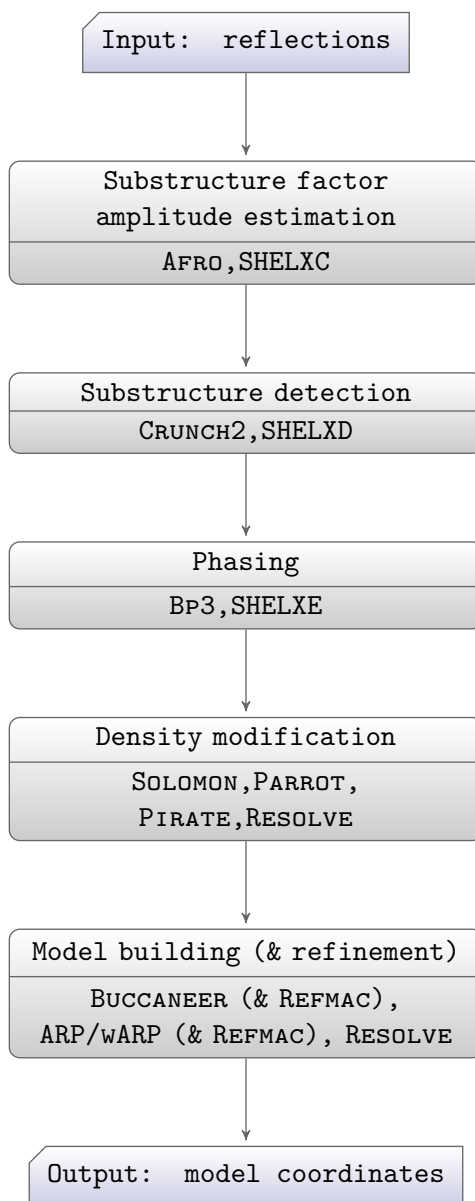 Input: reflections
Substructure factor
amplitude estimation
AFRO,SHELXC
Substructure detection
CRUNCH2,SHELXD
Phasing
BP3,SHELXE
Density modification
SOLOMON,PARROT,
PIRATE,RESOLVE
Model building (& refinement)
BUCCANEER (& REFMAC),
ARP/WARP (& REFMAC), RESOLVE
Output: model coordinates